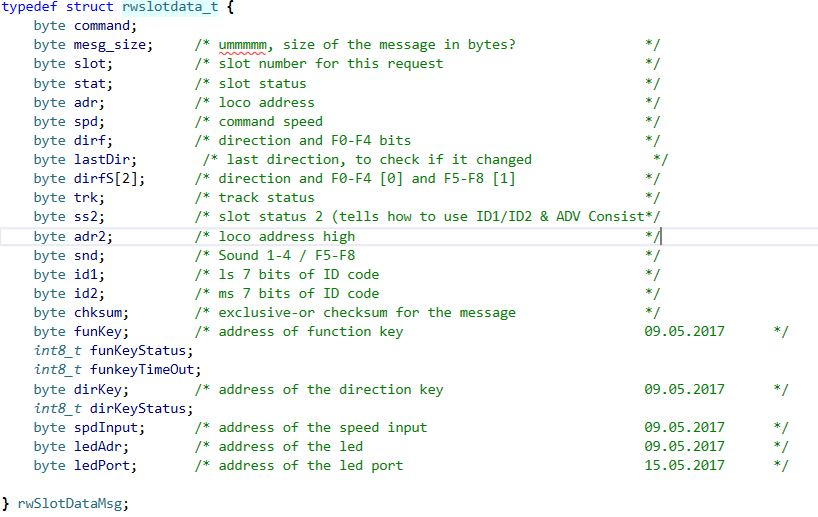 typedef struct rwslotdata_t {
byte command;
byte mesg_size; /* ummmmm, size of the message in bytes? */
byte slot; /* slot number for this request */
byte stat; /* slot status */
byte adr; /* loco address */
byte spd; /* command speed */
byte dirf; /* direction and F0-F4 bits */
byte lastDir; /* last direction, to check if it changed */
byte dirfS[2]; /* direction and F0-F4 [0] and F5-F8 [1] */
byte trk; /* track status */
byte ss2; /* slot status 2 (tells how to use ID1/ID2 & ADV Consist*/
byte adr2; /* loco address high */
byte snd; /* Sound 1-4 / F5-F8 */
byte id1; /* ls 7 bits of ID code */
byte id2; /* ms 7 bits of ID code */
byte chksum; /* exclusive-or checksum for the message */
byte funKey; /* address of function key 09.05.2017 */
int8_t funKeyStatus;
int8_t funkeyTimeOut;
byte dirKey; /* address of the direction key 09.05.2017 */
int8_t dirKeyStatus;
byte spdInput; /* address of the speed input 09.05.2017 */
byte ledAdr; /* address of the led 09.05.2017 */
byte ledPort; /* address of the led port 15.05.2017 */
} rwSlotDataMsg;